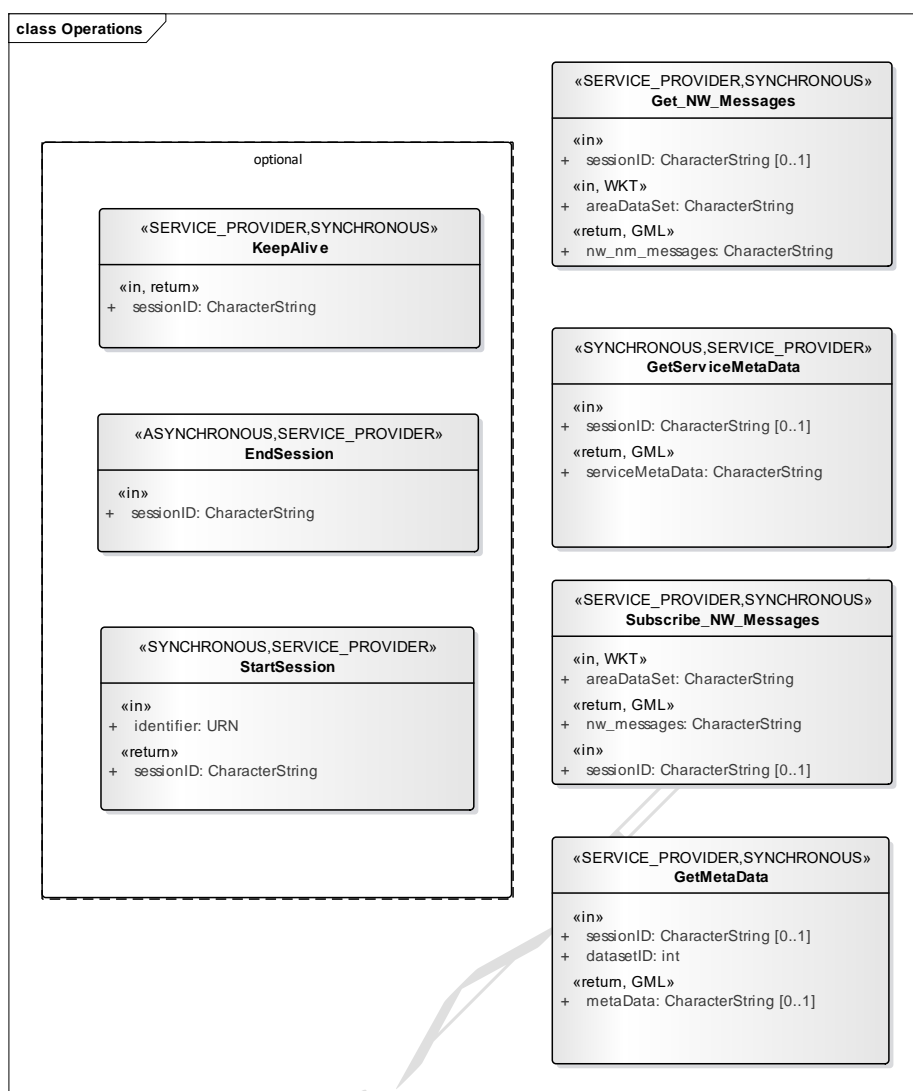 class Operations
optional
«SERVICE_PROVIDER,SYNCHRONOUS»
KeepAlive
«in, return»
+ sessionID: CharacterString
«ASYNCHRONOUS,SERVICE_PROVIDER»
EndSession
«in»
+ sessionID: CharacterString
«SYNCHRONOUS,SERVICE_PROVIDER»
StartSession
«in»
+ identifier: URN
«return»
+ sessionID: CharacterString
«SERVICE_PROVIDER,SYNCHRONOUS»
Get_NW_Messages
«in»
+ sessionID: CharacterString [0..1]
«in, WKT»
+ areaDataSet: CharacterString
«return, GML»
+ nw_nm_messages: CharacterString
«SYNCHRONOUS,SERVICE_PROVIDER»
GetServiceMetaData
«in»
+ sessionID: CharacterString [0..1]
«return, GML»
+ serviceMetaData: CharacterString
«SERVICE_PROVIDER,SYNCHRONOUS»
Subscribe_NW_Messages
«in, WKT»
+ areaDataSet: CharacterString
«return, GML»
+ nw_messages: CharacterString
«in»
+ sessionID: CharacterString [0..1]
«SERVICE_PROVIDER,SYNCHRONOUS»
GetMetaData
«in»
+ sessionID: CharacterString [0..1]
+ datasetID: int
«return, GML»
+ metaData: CharacterString [0..1]